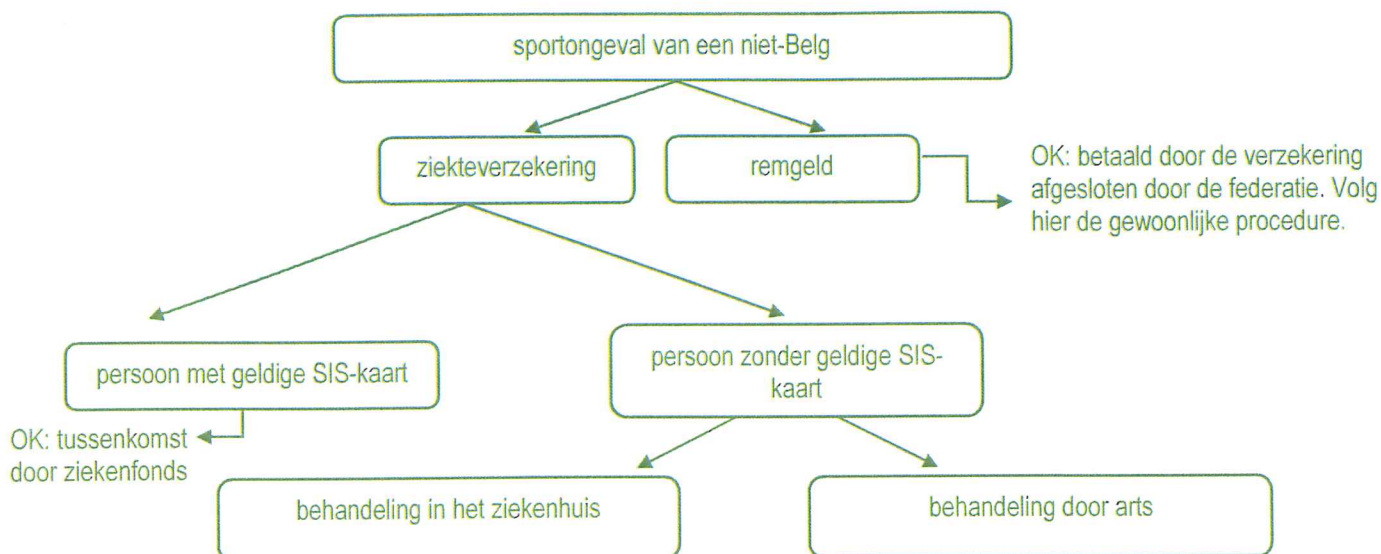 sportongeval van een niet-Belg
ziekteverzekering
remgeld
OK: betaald door de verzekering
afgesloten door de federatie. Volg
hier de gewoonlijke procedure.
persoon met geldige SIS-kaart
persoon zonder geldige SIS-
kaart
OK: tussenkomst
door ziekenfonds
behandeling in het ziekenhuis
behandeling door arts